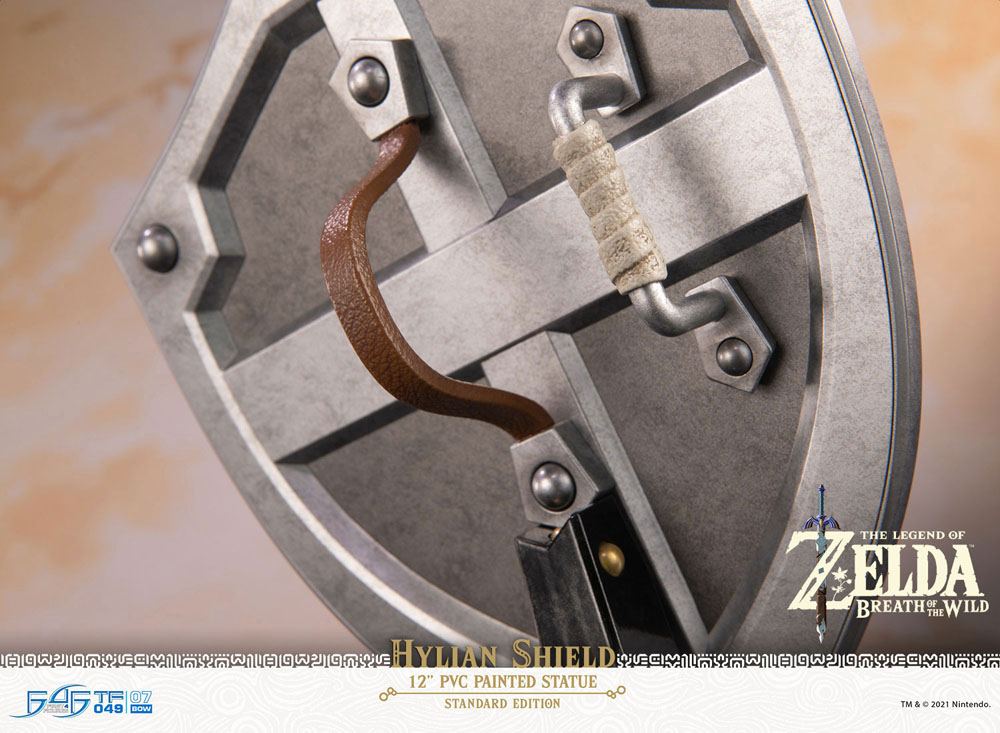 THE LEGEND OF
ZELDA
BREATH OF THE WILD
HYLIAN SHIELD
12" PVC PAINTED STATUE
STANDARD EDITION
F4F TF 07
049 BOW
TM & © 2021 Nintendo.